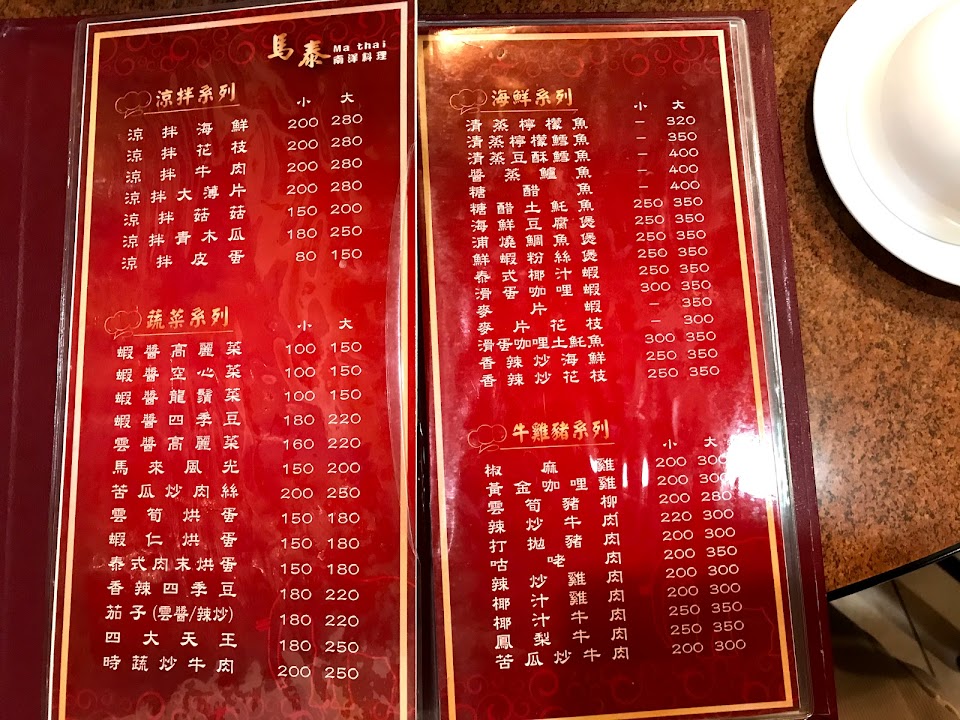 馬泰 Ma thai
南洋料理
涼拌系列 小 大
涼拌海鮮 200 280
涼拌花枝 200 280
涼拌牛肉 200 280
涼拌大薄片 200 280
涼拌菇菇 150 200
涼拌青木瓜 180 250
涼拌皮蛋 80 150
蔬菜系列 小 大
蝦醬高麗菜 100 150
蝦醬空心菜 100 150
蝦醬龍鬚菜 100 150
蝦醬四季豆 180 220
雲醬高麗菜 160 220
馬來風光 150 200
苦瓜炒肉絲 200 250
雲筍烘蛋 150 180
蝦仁烘蛋 150 180
泰式肉末烘蛋 150 180
香辣四季豆 180 220
茄子(雲醬/辣炒) 180 220
四大天王 180 250
時蔬炒牛肉 200 250
海鮮系列 小 大
清蒸檸檬魚 – 320
清蒸檸檬鱈魚 – 350
清蒸豆酥鱈魚 – 400
醬蒸鱸魚 – 400
糖醋魚 – 400
糖醋土魠魚 250 350
海鮮豆腐煲 250 350
浦燒鯛魚煲 250 350
鮮蝦粉絲煲 250 350
泰式椰汁蝦 250 350
滑蛋咖哩蝦 300 350
麥片蝦 – 350
麥片花枝 – 300
滑蛋咖哩土魠魚 300 350
香辣炒海鮮 250 350
香辣炒花枝 250 350
牛雞豬系列 小 大
椒麻雞 200 300
黃金咖哩雞 200 300
雲筍豬柳 200 280
辣炒牛肉 220 300
打拋豬肉 200 300
咕咾肉 200 350
辣炒雞肉 200 300
椰汁雞肉 200 300
椰汁牛肉 250 350
鳳梨牛肉 250 350
苦瓜炒牛肉 200 300